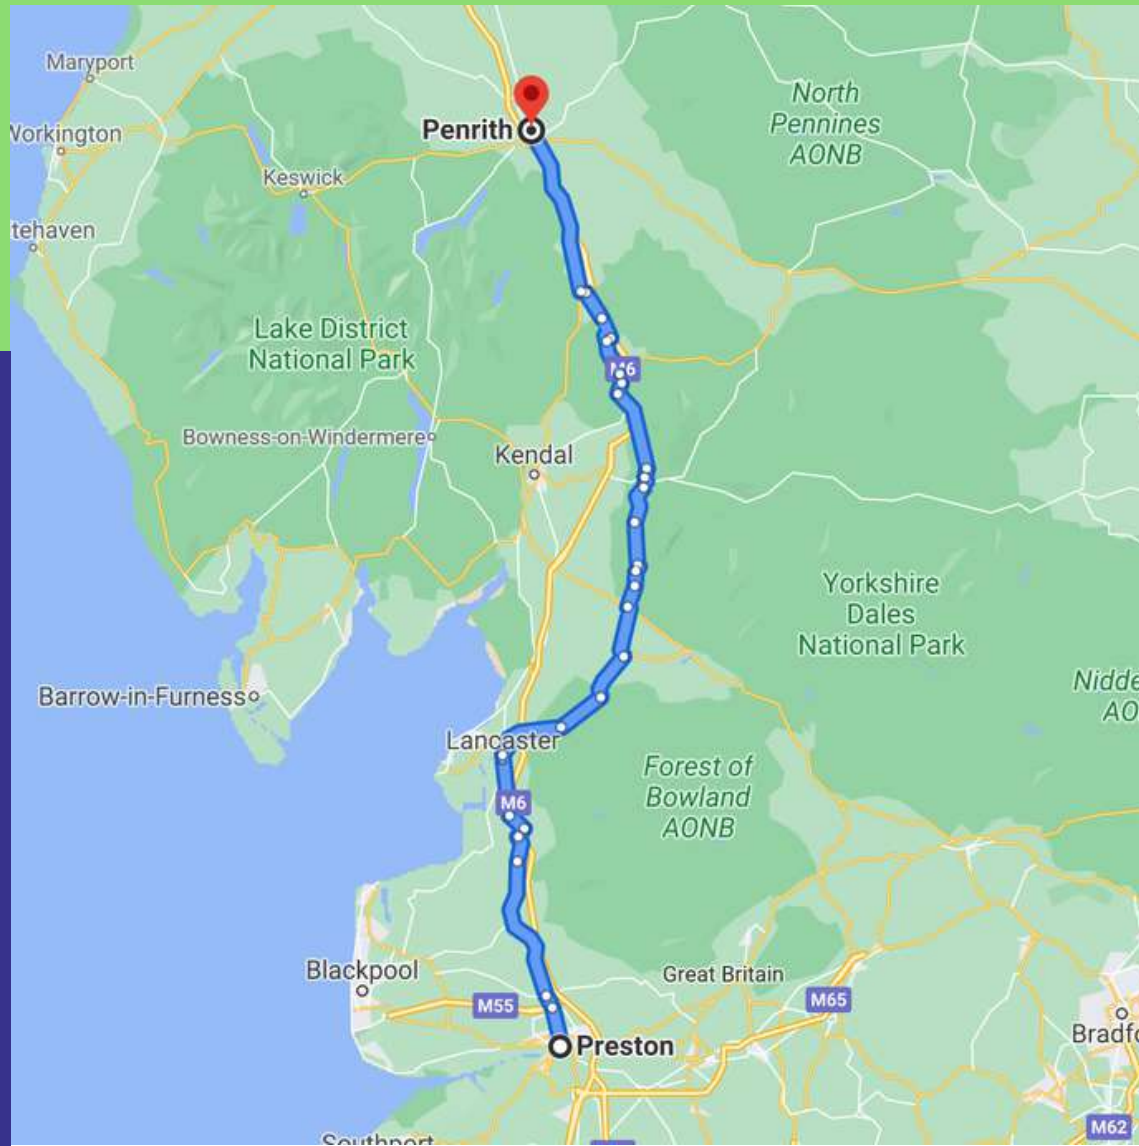 Maryport
North
Pennines
AONB
Penrith
Workington
Keswick
tehaven
Lake District
National Park
M6
Bowness-on-Windermere
Kendal
Yorkshire
Dales
National Park
Nidde
AO
Barrow-in-Furness
Lancaster
Forest of
Bowland
AONB
M6
Blackpool
Great Britain
M55
M65
Bradfo
Preston
M62
Southport